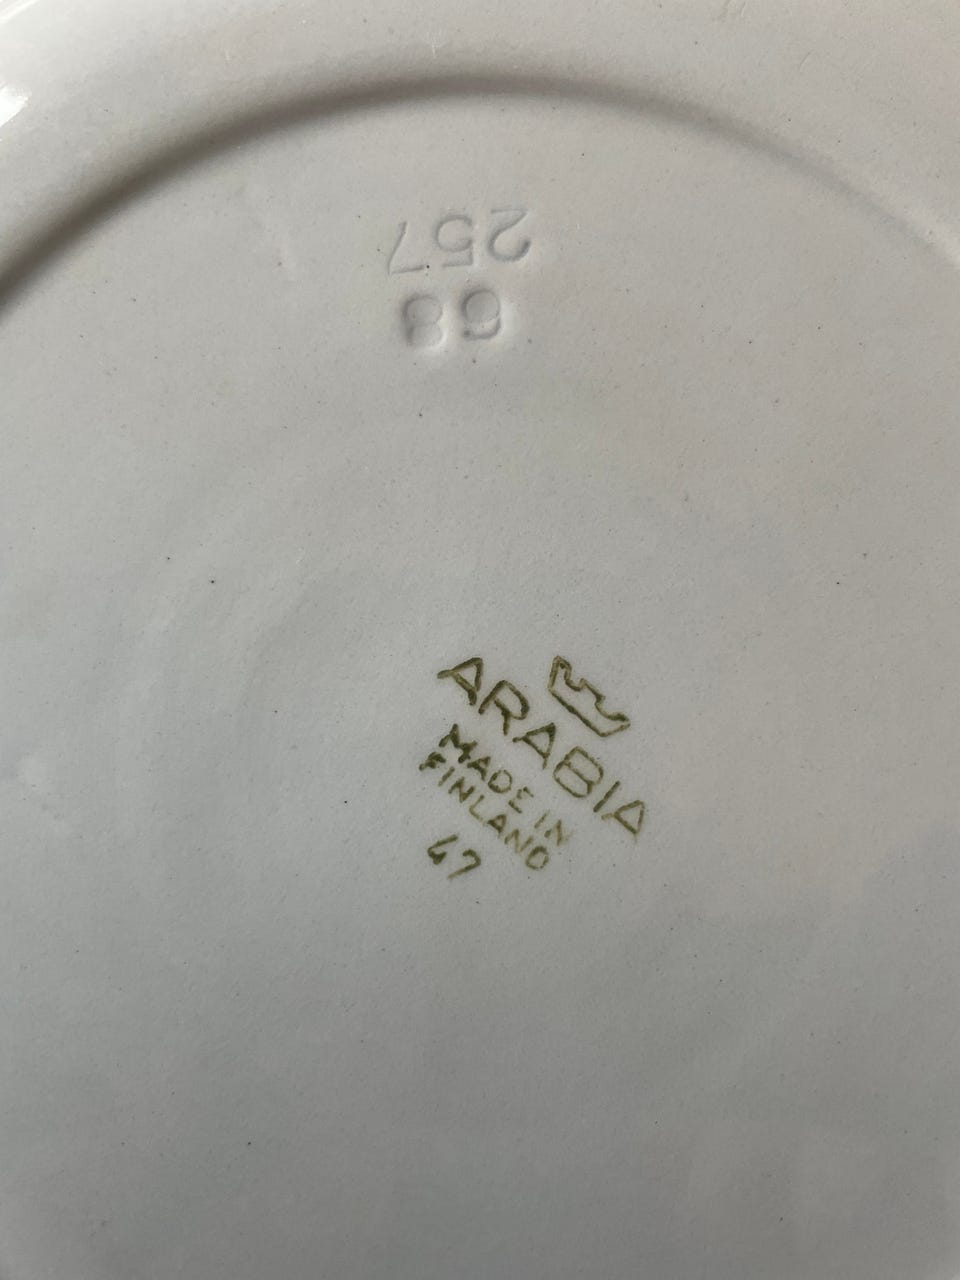 257
68
ARABIA
MADE IN
FINLAND
47